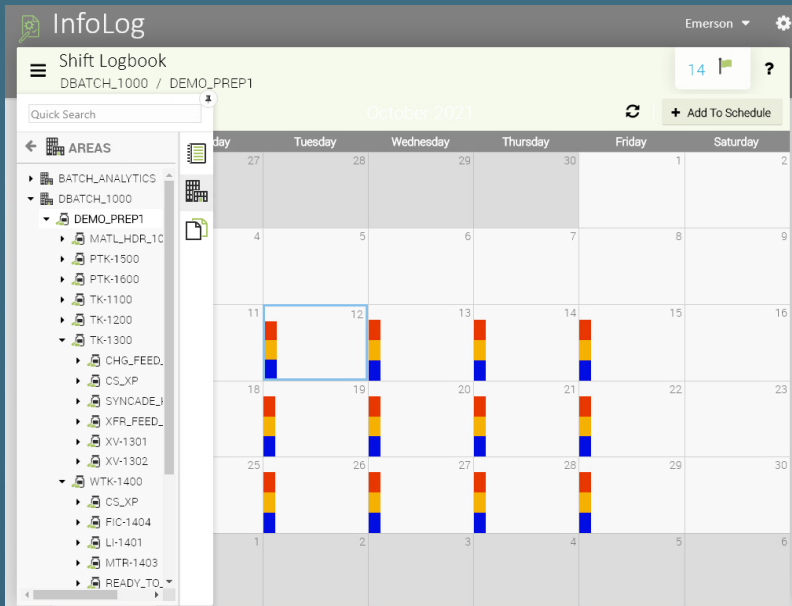 InfoLog
Emerson
Shift Logbook
DBATCH_1000 / DEMO_PREP1
14
?
Quick Search
October 2021
+ Add To Schedule
AREAS
day Tuesday Wednesday Thursday Friday Saturday
27 28 29 30 1 2
4 5 6 7 8 9
11 12 13 14 15 16
18 19 20 21 22 23
25 26 27 28 29 30
1 2 3 4 5 6
BATCH_ANALYTICS
DBATCH_1000
DEMO_PREP1
MATL_HDR_10
PTK-1500
PTK-1600
TK-1100
TK-1200
TK-1300
CHG_FEED_
CS_XP
SYNCADE_
XFR_FEED_
XV-1301
XV-1302
WTK-1400
CS_XP
FIC-1404
LI-1401
MTR-1403
READY_TO_